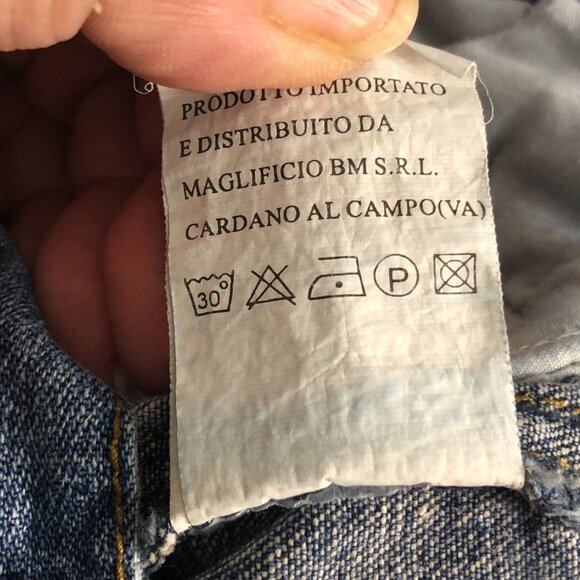 PRODOTTO IMPORTATO
E DISTRIBUITO DA
MAGLIFICIO BM S.R.L.
CARDANO AL CAMPO(VA)
30° P